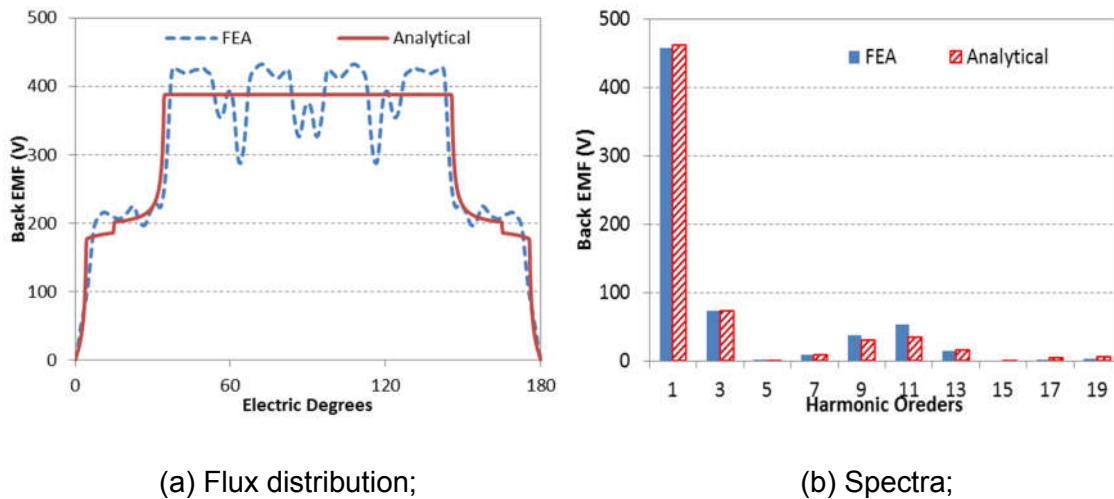 500
400
300
200
100
0
Back EMF (V)
FEA
Analytical
0
60
120
180
Electric Degrees
500
400
300
200
100
0
Back EMF (V)
FEA
Analytical
1 3 5 7 9 11 13 15 17 19
Harmonic Oreders
(a) Flux distribution;
(b) Spectra;